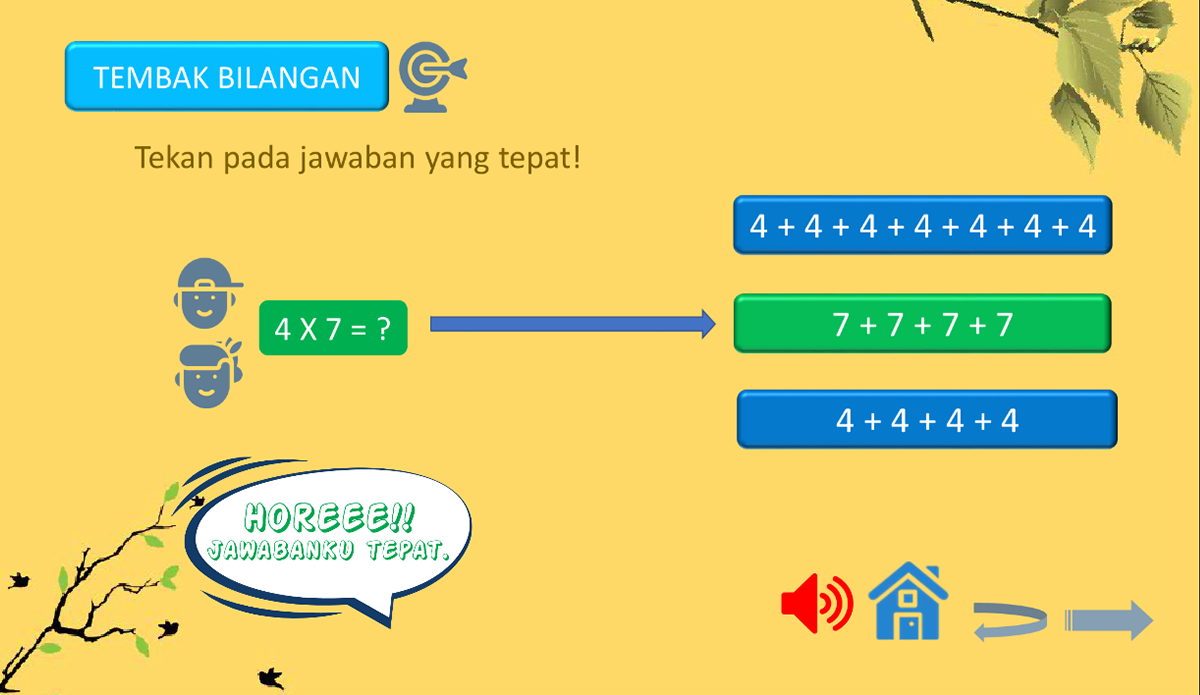 TEMBAK BILANGAN
Tekan pada jawaban yang tepat!
4 + 4 + 4 + 4 + 4 + 4 + 4
4 X 7 = ?
7 + 7 + 7 + 7
4 + 4 + 4 + 4
HOREEE!!
JAWABANKU TEPAT.